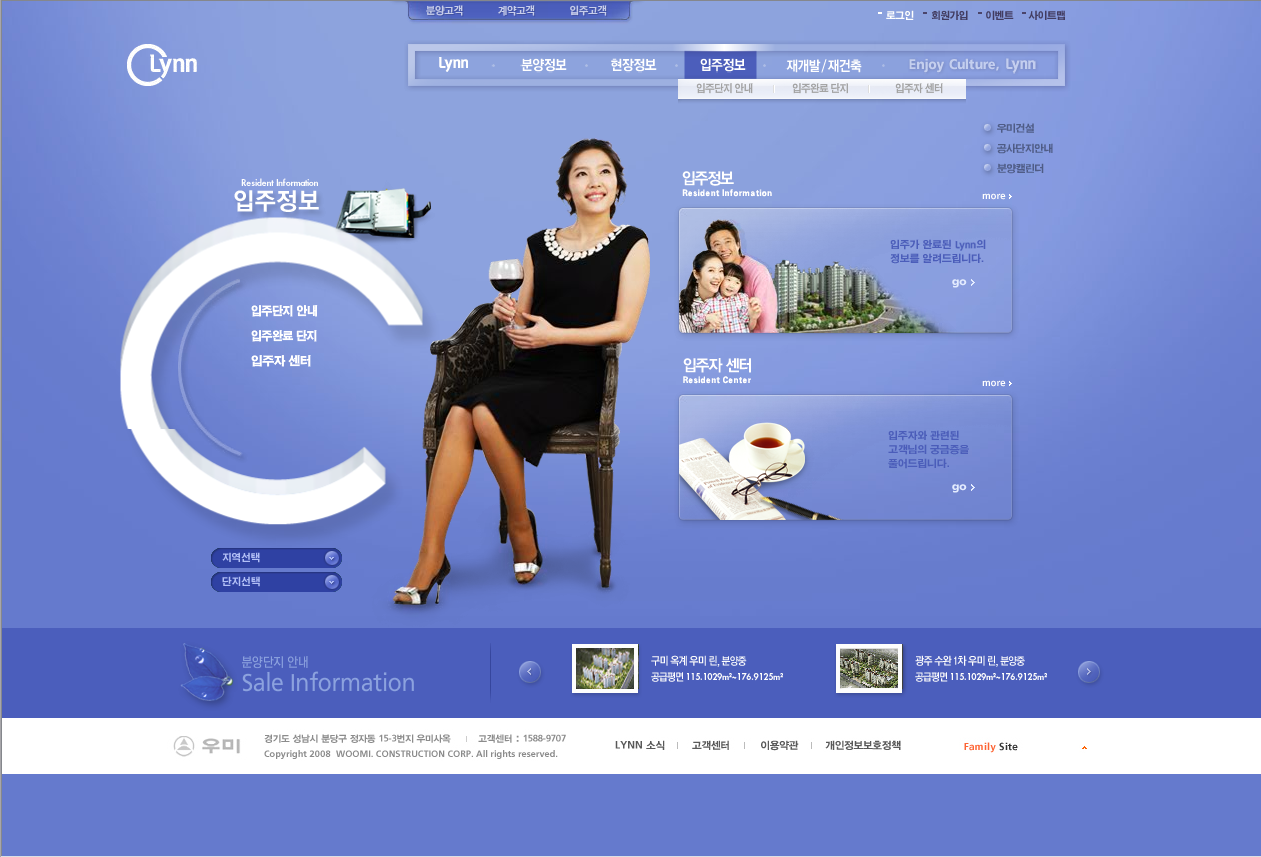 분양고객 계약고객 입주고객
로그인 회원가입 이벤트 사이트맵
Lynn
Lynn 분양정보 현장정보 입주정보 재개발/재건축 Enjoy Culture, Lynn
입주단지 안내 입주완료 단지 입주자 센터
우미건설
공사단지안내
분양캘린더
Resident Information
입주정보
입주단지 안내
입주완료 단지
입주자 센터
지역선택
단지선택
입주정보
Resident Information
more
입주가 완료된 Lynn의
정보를 알려드립니다.
go
입주자 센터
Resident Center
more
입주자와 관련된
고객님의 궁금증을
풀어드립니다.
go
분양단지 안내
Sale Information
구미 옥계 우미 린, 분양중
공급평면 115.1029m²~176.9125m²
광주 수완 1차 우미 린, 분양중
공급평면 115.1029m²~176.9125m²
우미
경기도 성남시 분당구 정자동 15-3번지 우미사옥 고객센터 : 1588-9707
Copyright 2008 WOOMI. CONSTRUCTION CORP. All rights reserved.
LYNN 소식 고객센터 이용약관 개인정보보호정책
Family Site